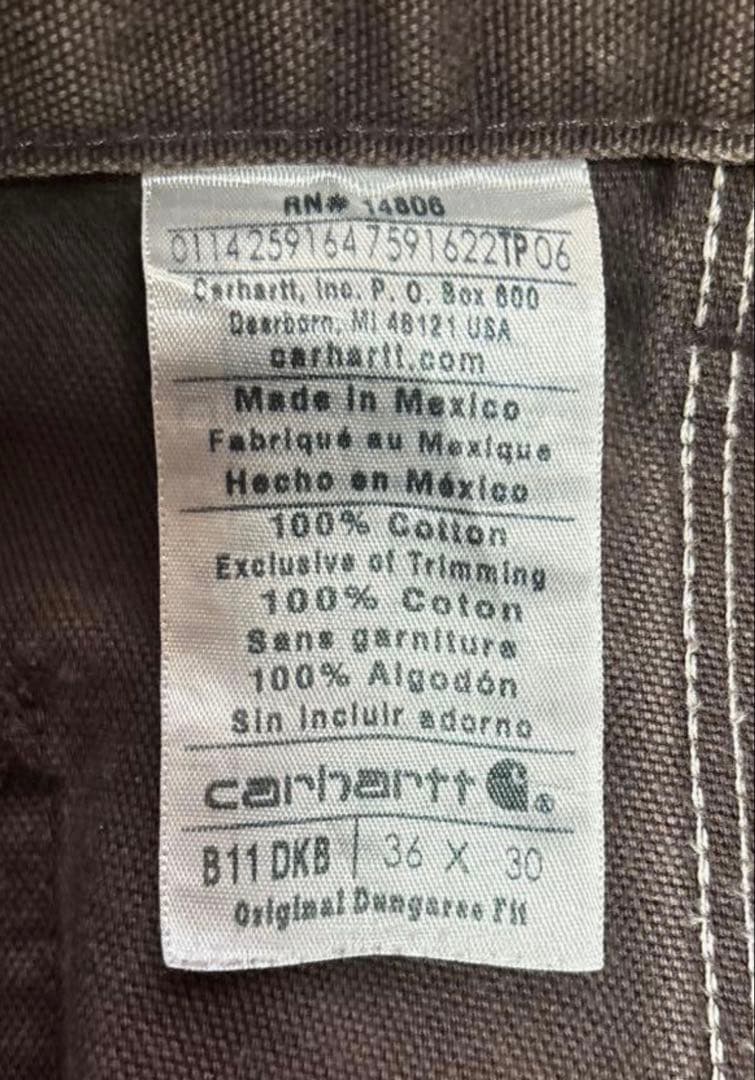 RN# 14806
0114259164 7591622TP06
Carhartt, Inc. P. O. Box 600
Dearborn, MI 48121 USA
carhartt.com
Made in Mexico
Fabriqué au Mexique
Hecho en México
100% Cotton
Exclusive of Trimming
100% Coton
Sans garniture
100% Algodón
Sin incluir adorno
carhartt ®
B11 DKB | 36 X 30
Original Dungaree Fit